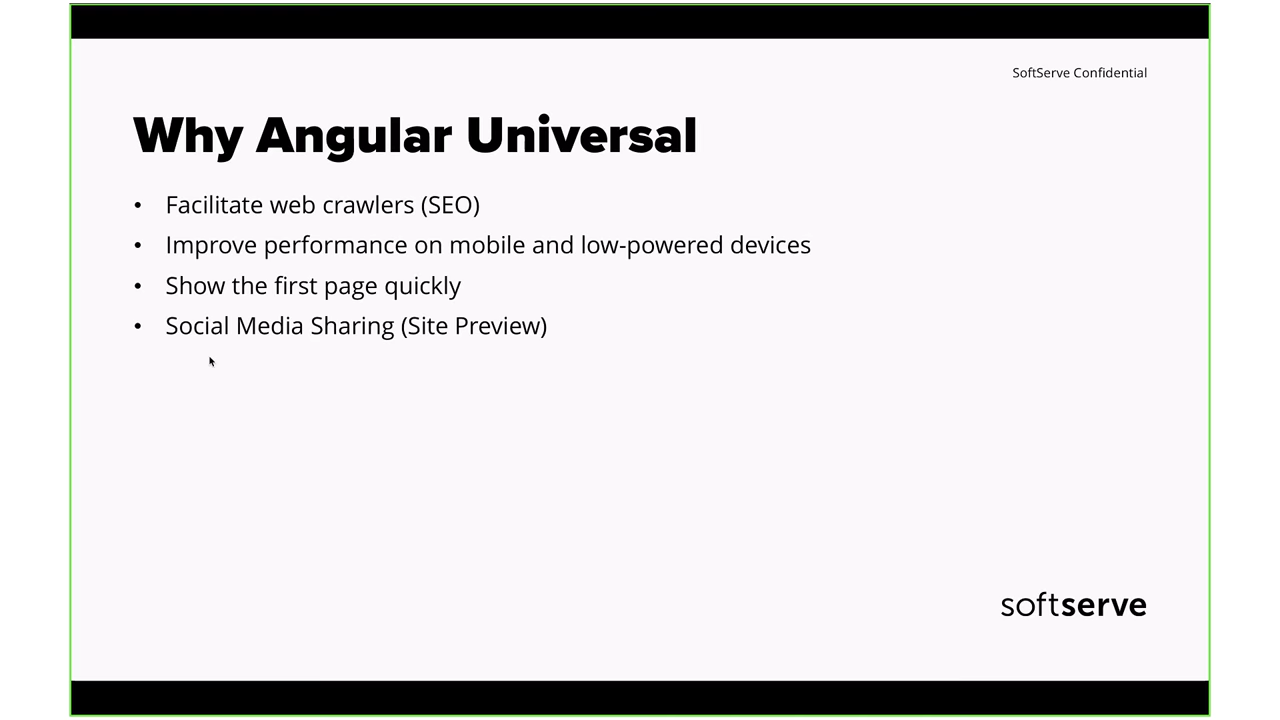 SoftServe Confidential
Why Angular Universal
• Facilitate web crawlers (SEO)
• Improve performance on mobile and low-powered devices
• Show the first page quickly
• Social Media Sharing (Site Preview)
softserve